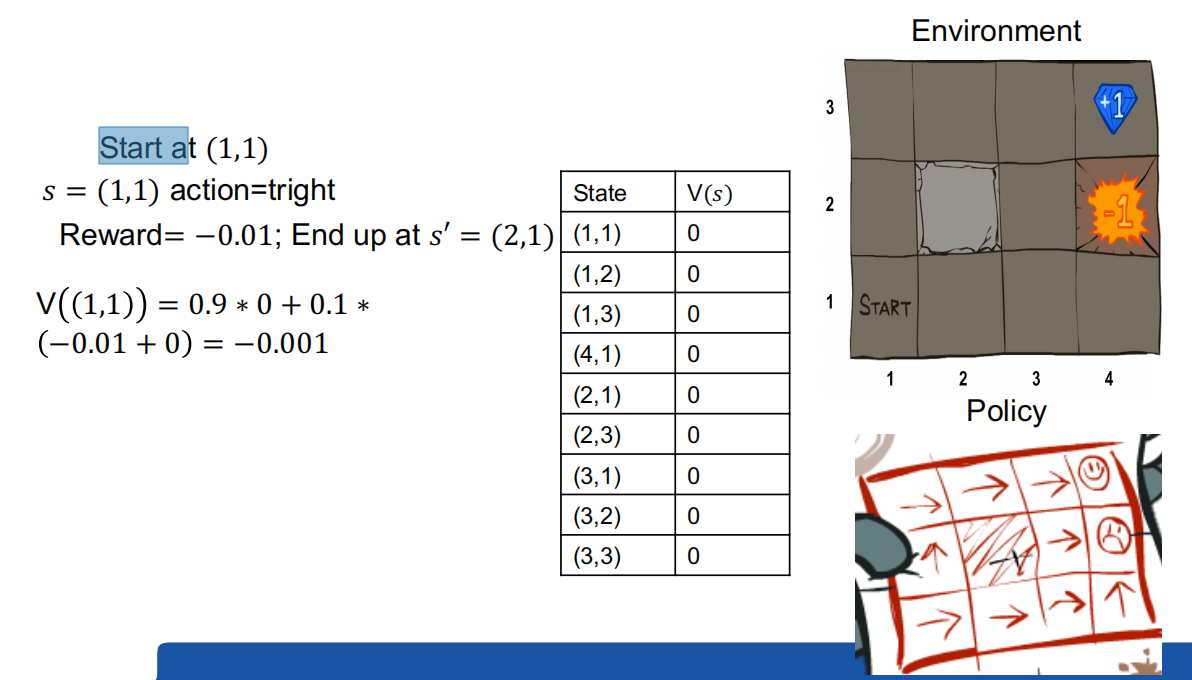 Environment
Start at (1,1)
s = (1,1) action=tright
Reward= −0.01; End up at s′ = (2,1)
V((1,1)) = 0.9 ∗ 0 + 0.1 ∗
(−0.01 + 0) = −0.001
State V(s)
(1,1) 0
(1,2) 0
(1,3) 0
(4,1) 0
(2,1) 0
(2,3) 0
(3,1) 0
(3,2) 0
(3,3) 0
3
+1
2
-1
1
START
1 2 3 4
Policy